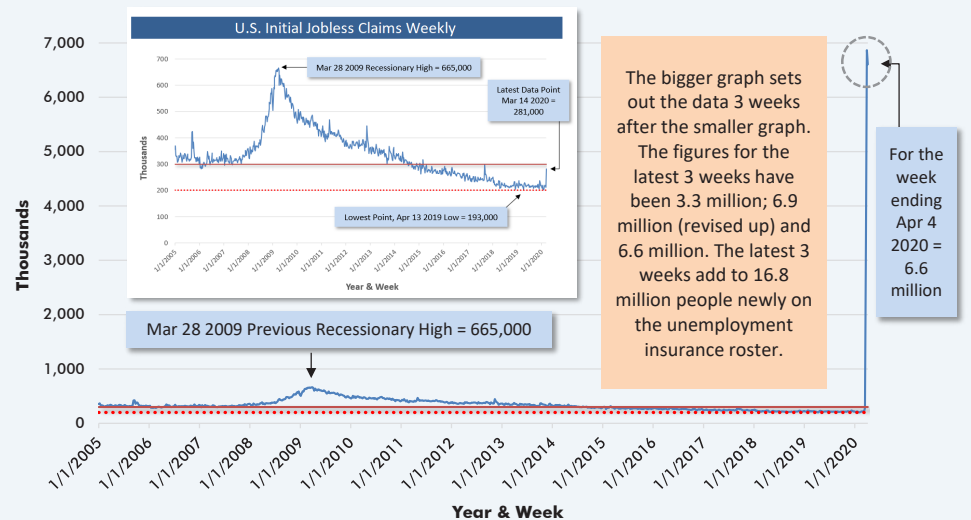 U.S. Initial Jobless Claims Weekly
700
600
500
400
300
200
100
0
Thousands
Mar 28 2009 Recessionary High = 665,000
Latest Data Point
Mar 14 2020 =
281,000
Lowest Point, Apr 13 2019 Low = 193,000
1/1/2005
1/1/2006
1/1/2007
1/1/2008
1/1/2009
1/1/2010
1/1/2011
1/1/2012
1/1/2013
1/1/2014
1/1/2015
1/1/2016
1/1/2017
1/1/2018
1/1/2019
1/1/2020
Year & Week
7,000
6,000
5,000
4,000
3,000
2,000
1,000
0
Thousands
Mar 28 2009 Previous Recessionary High = 665,000
The bigger graph sets
out the data 3 weeks
after the smaller graph.
The figures for the
latest 3 weeks have
been 3.3 million; 6.9
million (revised up) and
6.6 million. The latest 3
weeks add to 16.8
million people newly on
the unemployment
insurance roster.
For the
week
ending
Apr 4
2020 =
6.6
million
1/1/2005
1/1/2006
1/1/2007
1/1/2008
1/1/2009
1/1/2010
1/1/2011
1/1/2012
1/1/2013
1/1/2014
1/1/2015
1/1/2016
1/1/2017
1/1/2018
1/1/2019
1/1/2020
Year & Week